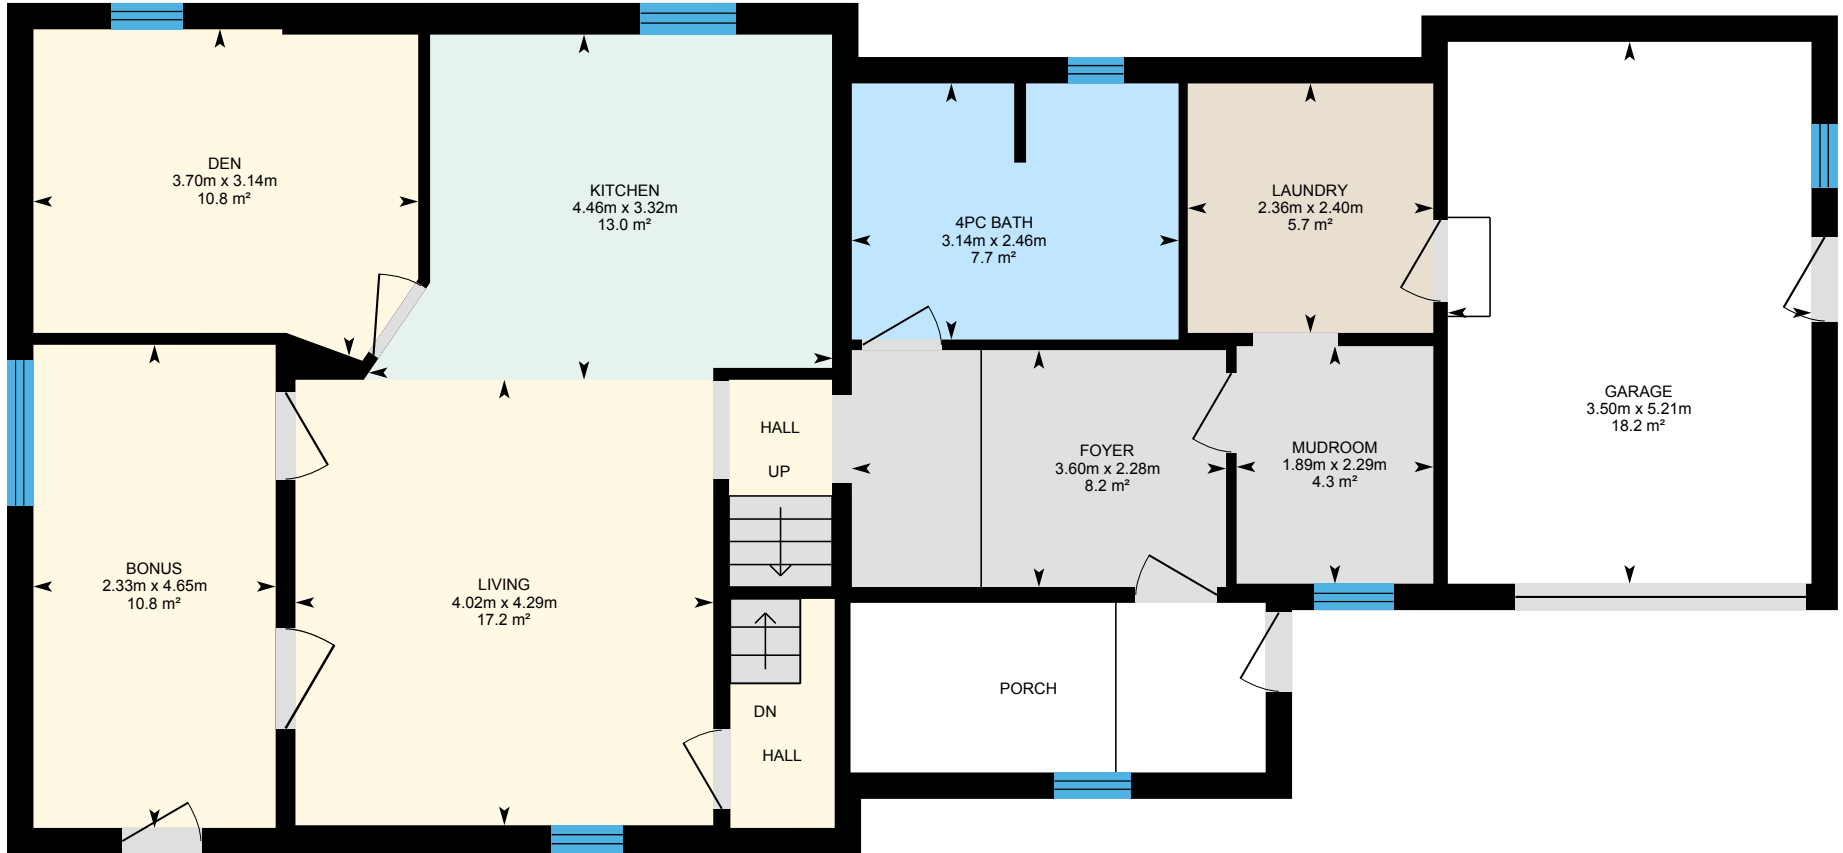 DEN
3.70m x 3.14m
10.8 m²
KITCHEN
4.46m x 3.32m
13.0 m²
4PC BATH
3.14m x 2.46m
7.7 m²
LAUNDRY
2.36m x 2.40m
5.7 m²
GARAGE
3.50m x 5.21m
18.2 m²
HALL
UP
FOYER
3.60m x 2.28m
8.2 m²
MUDROOM
1.89m x 2.29m
4.3 m²
BONUS
2.33m x 4.65m
10.8 m²
LIVING
4.02m x 4.29m
17.2 m²
DN
HALL
PORCH